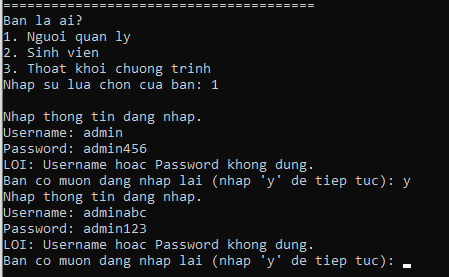 =======================================
Ban la ai?
1. Nguoi quan ly
2. Sinh vien
3. Thoat khoi chuong trinh
Nhap su lua chon cua ban: 1
Nhap thong tin dang nhap.
Username: admin
Password: admin456
LOI: Username hoac Password khong dung.
Ban co muon dang nhap lai (nhap 'y' de tiep tuc): y
Nhap thong tin dang nhap.
Username: adminabc
Password: admin123
LOI: Username hoac Password khong dung.
Ban co muon dang nhap lai (nhap 'y' de tiep tuc): _